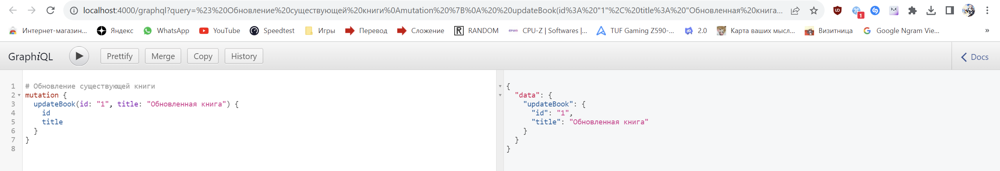 localhost:4000/graphql?query=%23%20Обновление%20существующей%20книги%0Amutation%20%7B%0A%20%20updateBook(id%3A%20"1"%2C%20title%3A%20"Обновленная%20книга...
1
Интернет-магазин... Яндекс WhatsApp YouTube Speedtest Игры Перевод Сложение RANDOM CPU-Z | Softwares |... TUF Gaming Z590-... 2.0 Карта ваших мысл... Визитница Google Ngram Vie... »
GraphiQL Prettify Merge Copy History Docs
1 # Обновление существующей книги
2 mutation {
3 updateBook(id: "1", title: "Обновленная книга") {
4 id
5 title
6 }
7 }
8
{
"data": {
"updateBook": {
"id": "1",
"title": "Обновленная книга"
}
}
}